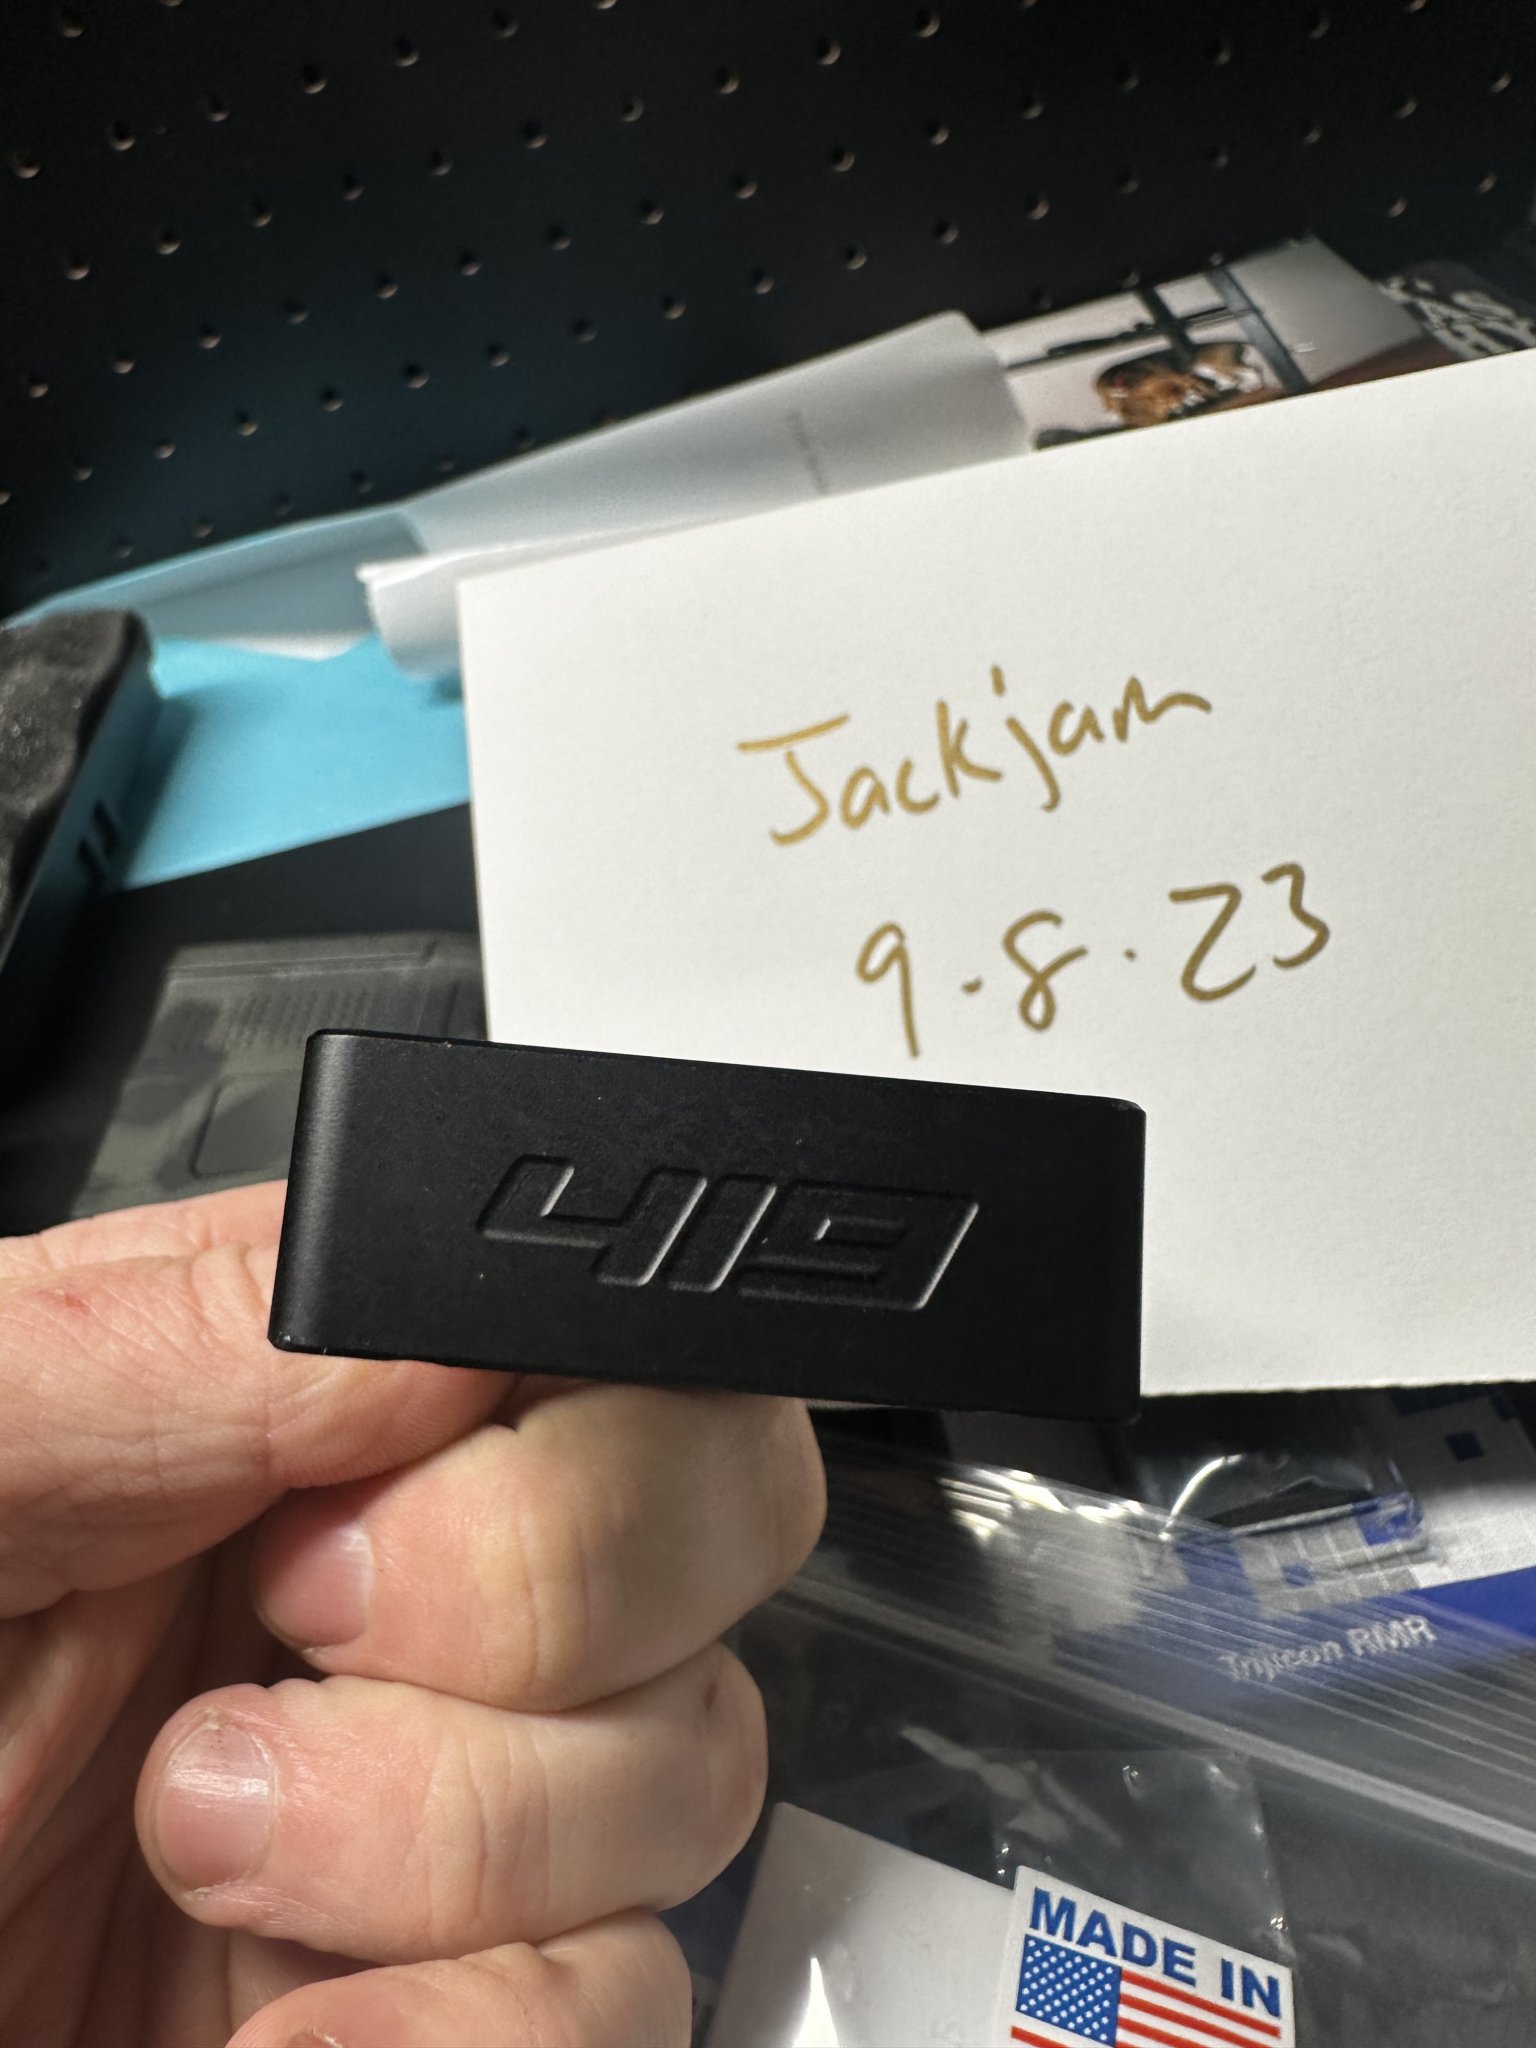 Jackjam
9.8.23
419
Trijicon RMR
MADE IN